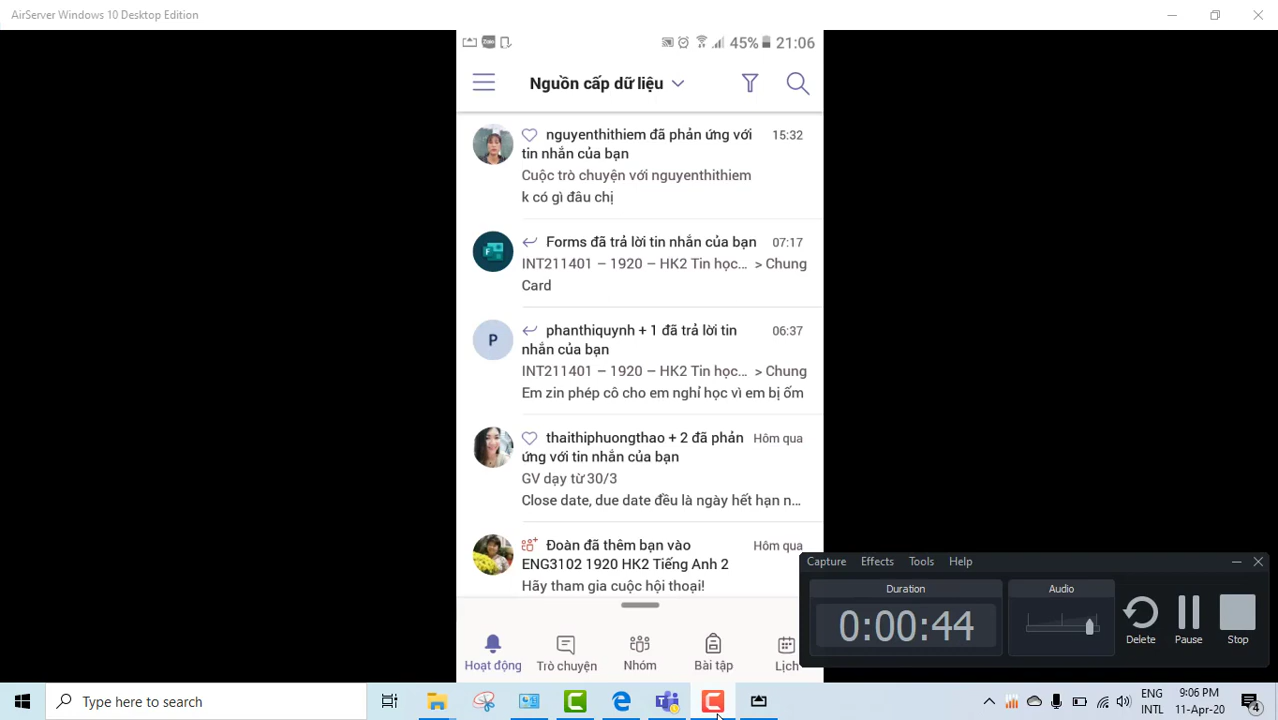 AirServer Windows 10 Desktop Edition
45% 21:06
Nguồn cấp dữ liệu
nguyenthithiem đã phản ứng với 15:32
tin nhắn của bạn
Cuộc trò chuyện với nguyenthithiem
k có gì đâu chị
Forms đã trả lời tin nhắn của bạn 07:17
INT211401 – 1920 – HK2 Tin học... > Chung
Card
P
phanthiquynh + 1 đã trả lời tin 06:37
nhắn của bạn
INT211401 – 1920 – HK2 Tin học... > Chung
Em zin phép cô cho em nghỉ học vì em bị ốm
thaithiphuongthao + 2 đã phản Hôm qua
ứng với tin nhắn của bạn
GV dạy từ 30/3
Close date, due date đều là ngày hết hạn n...
Đoàn đã thêm bạn vào Hôm qua
ENG3102 1920 HK2 Tiếng Anh 2
Hãy tham gia cuộc hội thoại!
Hoạt động Trò chuyện Nhóm Bài tập Lịch
Capture Effects Tools Help
Duration Audio
0:00:44
Delete Pause Stop
Type here to search
ENG 9:06 PM
INTL 11-Apr-20
4